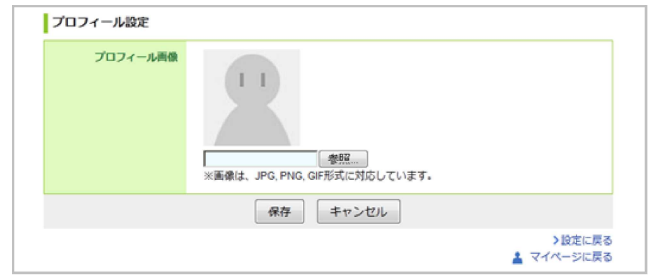 プロフィール設定
プロフィール画像
参照...
※画像は、JPG, PNG, GIF形式に対応しています。
保存 キャンセル
>設定に戻る
マイページに戻る